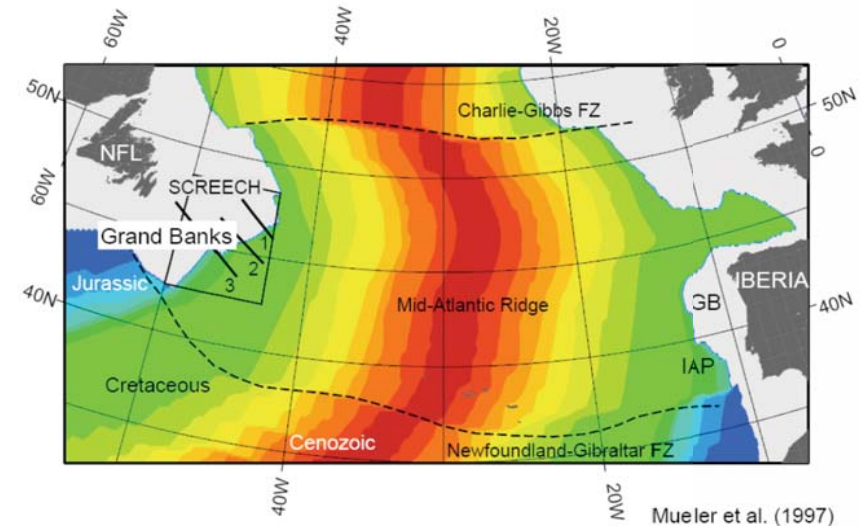 60W
40W
20W
0
50N
50N
Charlie-Gibbs FZ
NFL
0
SCREECH
60W
Grand Banks
1
2
3
Jurassic
IBERIA
GB
Mid-Atlantic Ridge
40N
40N
IAP
Cretaceous
Cenozoic
Newfoundland-Gibraltar FZ
40W
20W
Mueler et al. (1997)